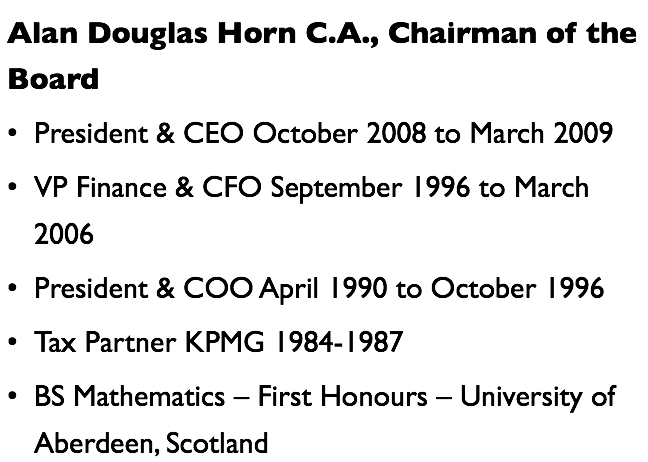 Alan Douglas Horn C.A., Chairman of the
Board
• President & CEO October 2008 to March 2009
• VP Finance & CFO September 1996 to March
2006
• President & COO April 1990 to October 1996
• Tax Partner KPMG 1984-1987
• BS Mathematics – First Honours – University of
Aberdeen, Scotland